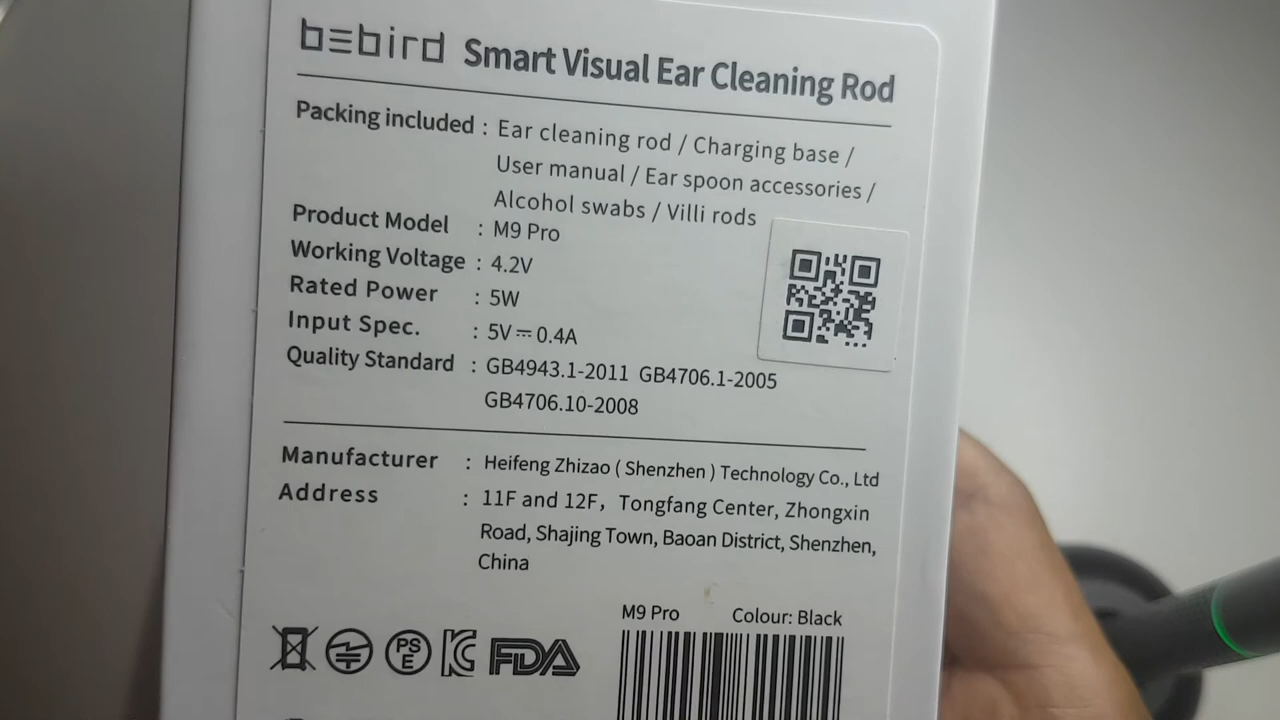 bebird Smart Visual Ear Cleaning Rod
Packing included : Ear cleaning rod / Charging base /
User manual / Ear spoon accessories /
Alcohol swabs / Villi rods
Product Model : M9 Pro
Working Voltage : 4.2V
Rated Power : 5W
Input Spec. : 5V⎓0.4A
Quality Standard : GB4943.1-2011 GB4706.1-2005
GB4706.10-2008
Manufacturer : Heifeng Zhizao ( Shenzhen ) Technology Co., Ltd
Address : 11F and 12F, Tongfang Center, Zhongxin
Road, Shajing Town, Baoan District, Shenzhen,
China
M9 Pro Colour: Black
PS E KC FDA